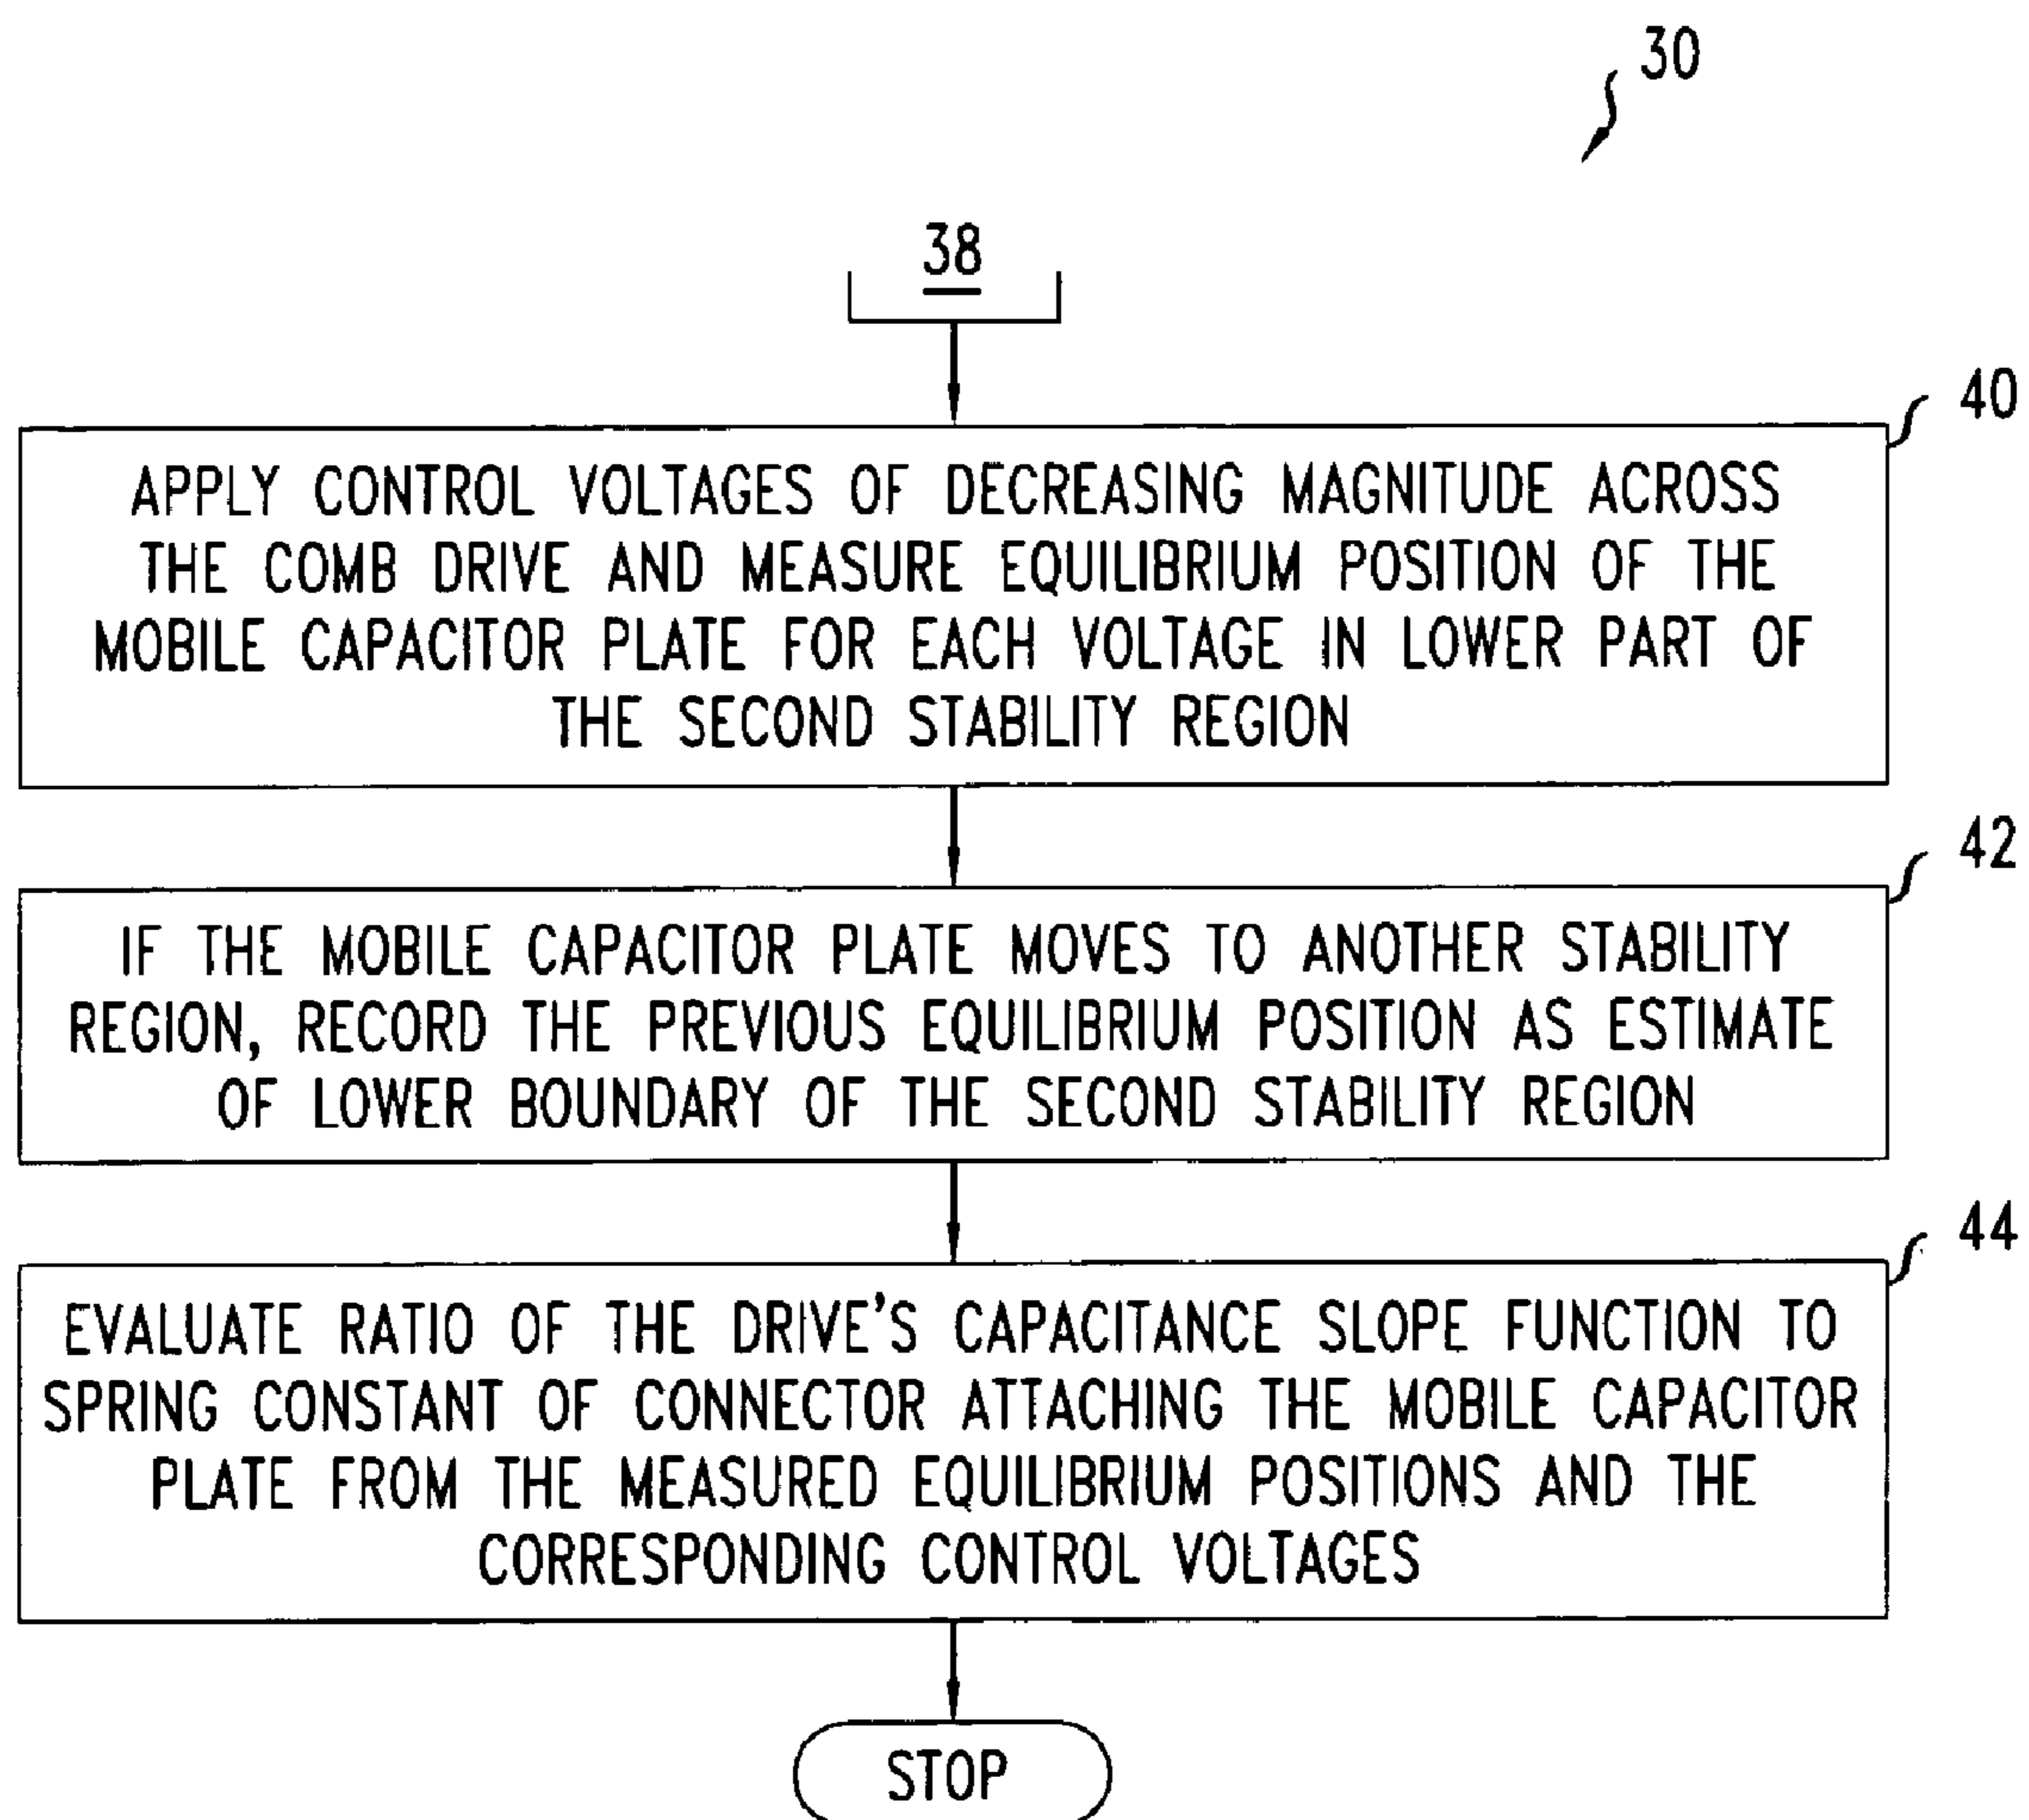 30
38
40
APPLY CONTROL VOLTAGES OF DECREASING MAGNITUDE ACROSS
THE COMB DRIVE AND MEASURE EQUILIBRIUM POSITION OF THE
MOBILE CAPACITOR PLATE FOR EACH VOLTAGE IN LOWER PART OF
THE SECOND STABILITY REGION
42
IF THE MOBILE CAPACITOR PLATE MOVES TO ANOTHER STABILITY
REGION, RECORD THE PREVIOUS EQUILIBRIUM POSITION AS ESTIMATE
OF LOWER BOUNDARY OF THE SECOND STABILITY REGION
44
EVALUATE RATIO OF THE DRIVE'S CAPACITANCE SLOPE FUNCTION TO
SPRING CONSTANT OF CONNECTOR ATTACHING THE MOBILE CAPACITOR
PLATE FROM THE MEASURED EQUILIBRIUM POSITIONS AND THE
CORRESPONDING CONTROL VOLTAGES
STOP